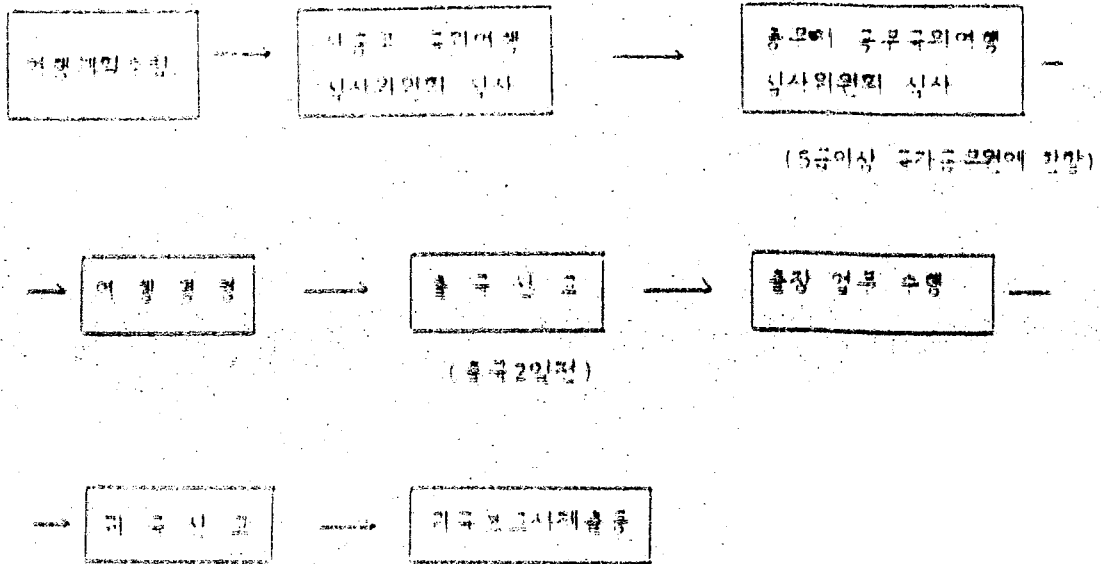 여행계획수립
국외여행
심사위원회 심사
총무처 공무국외여행
심사위원회 심사
(5급이상 국가공무원에 한함)
여 행 결 정
출 국 신 고
출장 업무 수행
(출국2일전)
귀 국 신 고
귀국보고서제출등